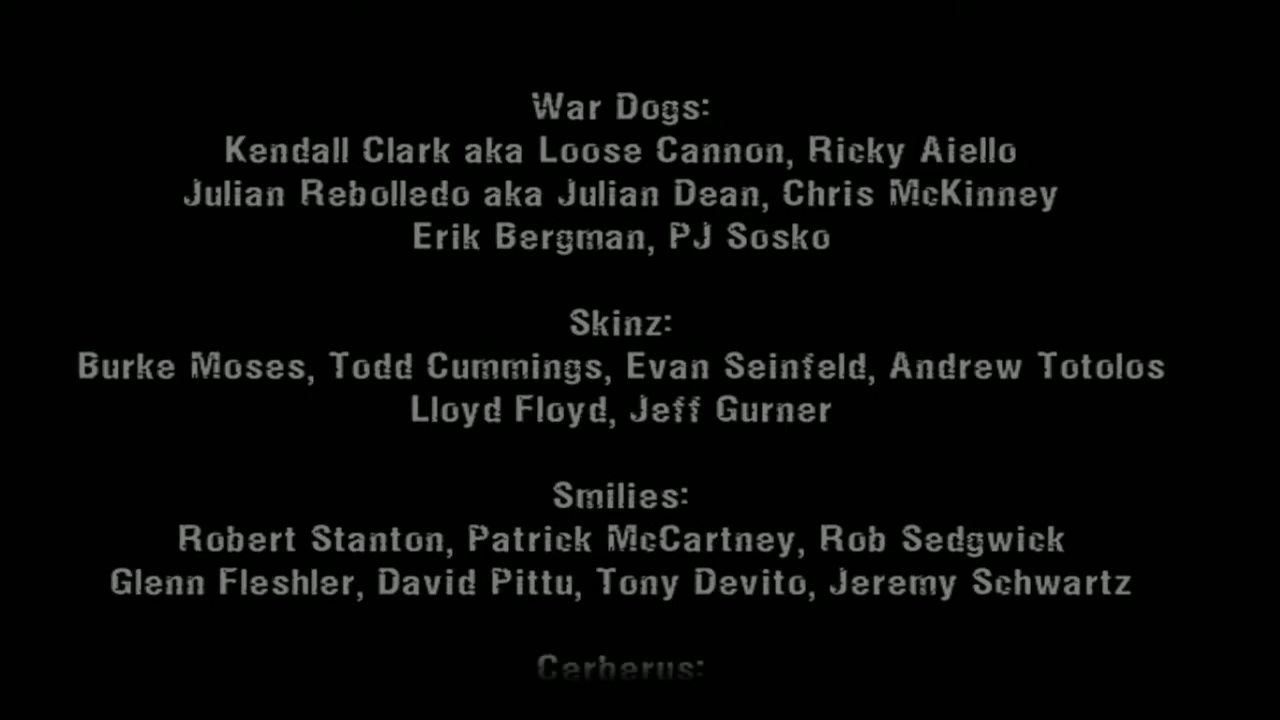 War Dogs:
Kendall Clark aka Loose Cannon, Ricky Aiello
Julian Rebolledo aka Julian Dean, Chris McKinney
Erik Bergman, PJ Sosko
Skinz:
Burke Moses, Todd Cummings, Evan Seinfeld, Andrew Totolos
Lloyd Floyd, Jeff Gurner
Smilies:
Robert Stanton, Patrick McCartney, Rob Sedgwick
Glenn Fleshler, David Pittu, Tony Devito, Jeremy Schwartz
Cerberus: